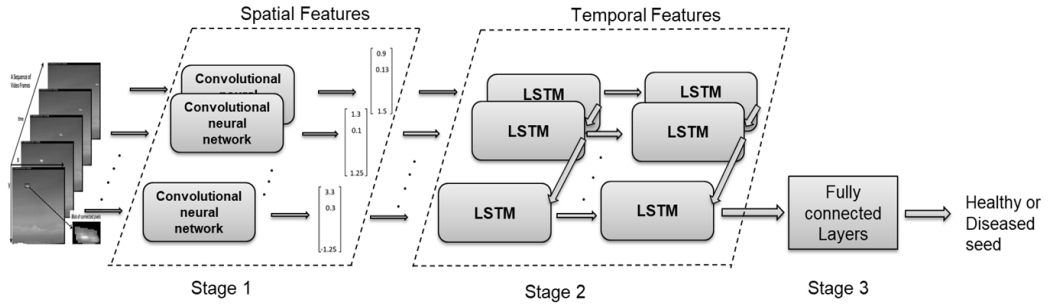 Spatial Features
Temporal Features
A Sequence of
Video Frames
time
Convolutional
neural
Convolutional
neural
network
Convolutional
neural
network
0.9
0.13
1.5
1.3
0.1
1.25
3.3
0.3
-1.25
LSTM
LSTM
LSTM
LSTM
LSTM
LSTM
Fully
connected
Layers
Healthy or
Diseased
seed
Stage 1
Stage 2
Stage 3